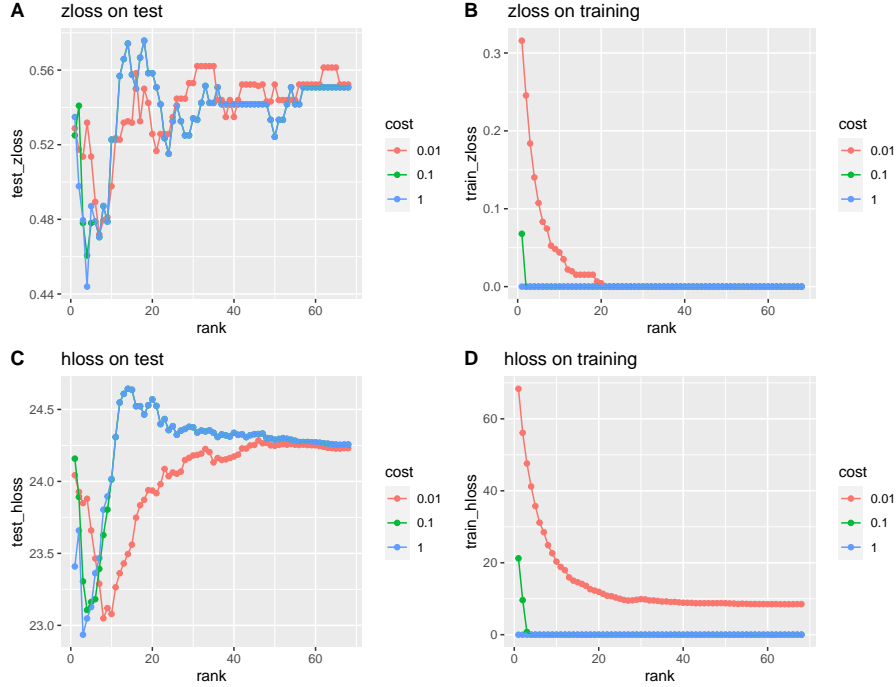 A
zloss on test
test_zloss
0.56
0.52
0.48
0.44
0
20
40
60
rank
cost
0.01
0.1
1
B
zloss on training
train_zloss
0.3
0.2
0.1
0.0
0
20
40
60
rank
cost
0.01
0.1
1
C
hloss on test
test_hloss
24.5
24.0
23.5
23.0
0
20
40
60
rank
cost
0.01
0.1
1
D
hloss on training
train_hloss
60
40
20
0
0
20
40
60
rank
cost
0.01
0.1
1